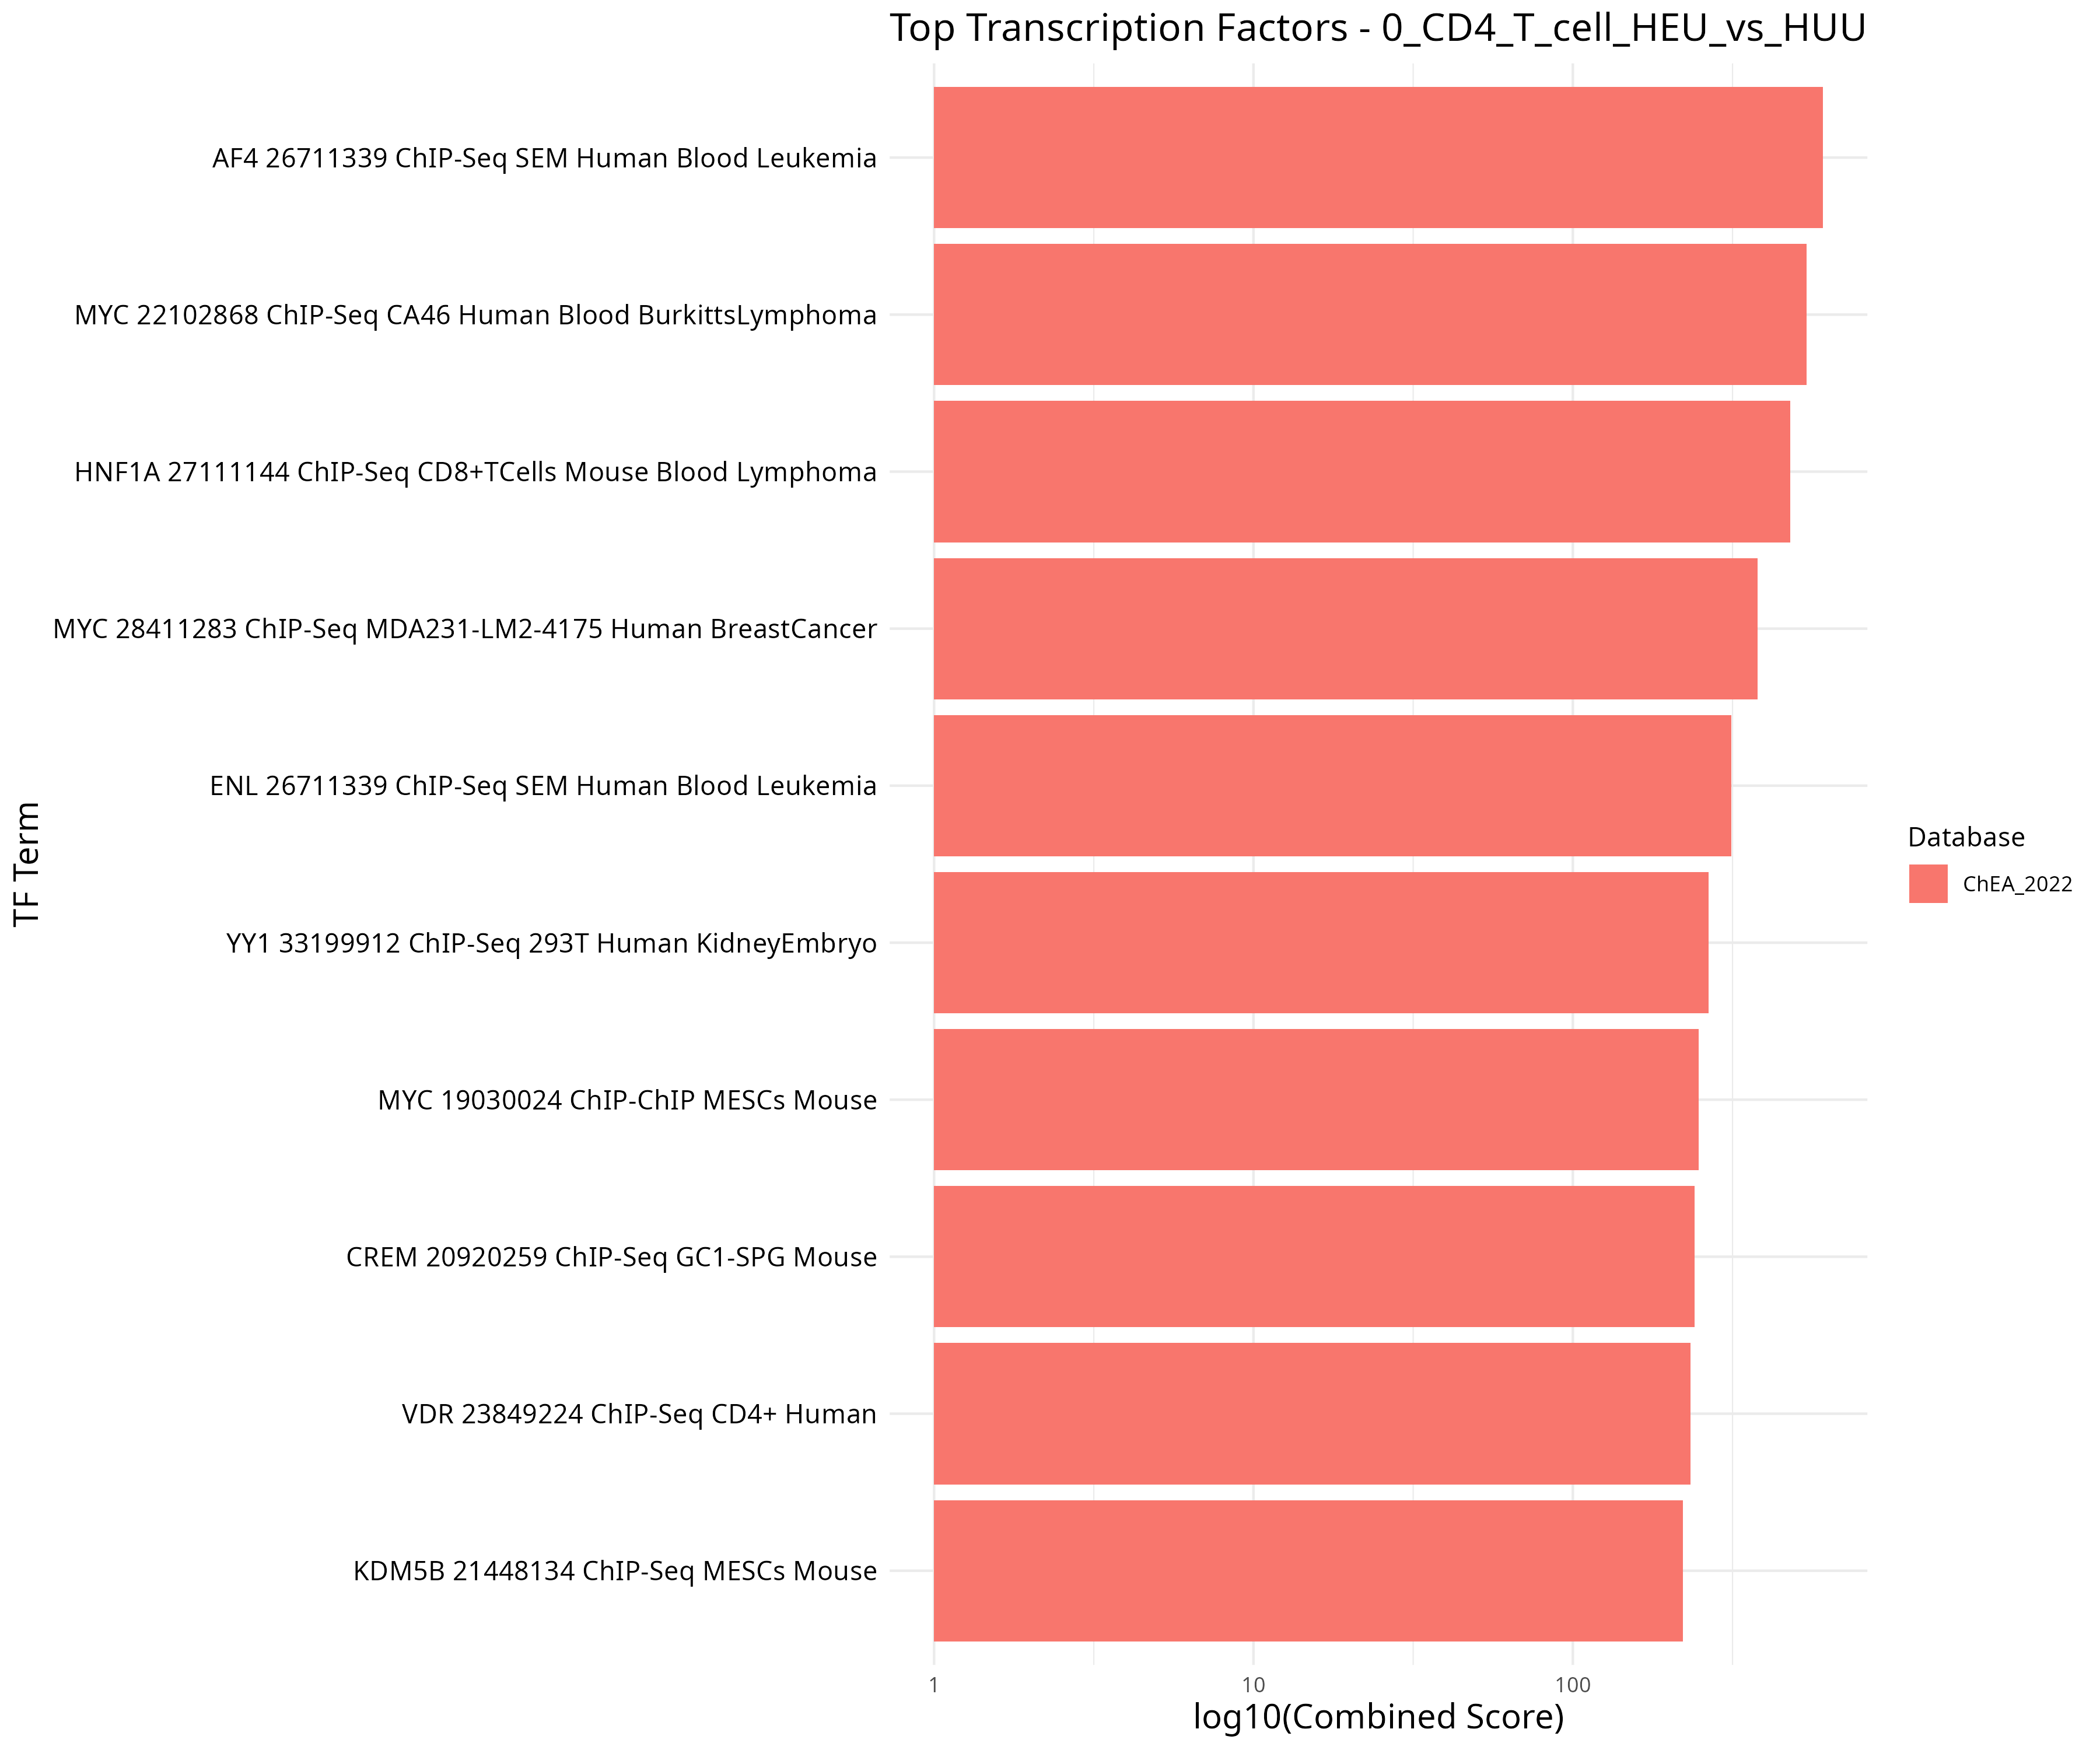 Top Transcription Factors - 0_CD4_T_cell_HEU_vs_HUU
TF Term
AF4 26711339 ChIP-Seq SEM Human Blood Leukemia
MYC 22102868 ChIP-Seq CA46 Human Blood BurkittsLymphoma
HNF1A 27111144 ChIP-Seq CD8+TCells Mouse Blood Lymphoma
MYC 28411283 ChIP-Seq MDA231-LM2-4175 Human BreastCancer
ENL 26711339 ChIP-Seq SEM Human Blood Leukemia
YY1 33199912 ChIP-Seq 293T Human KidneyEmbryo
MYC 19030024 ChIP-ChIP MESCs Mouse
CREM 20920259 ChIP-Seq GC1-SPG Mouse
VDR 23849224 ChIP-Seq CD4+ Human
KDM5B 21448134 ChIP-Seq MESCs Mouse
1 10 100
log10(Combined Score)
Database
ChEA_2022